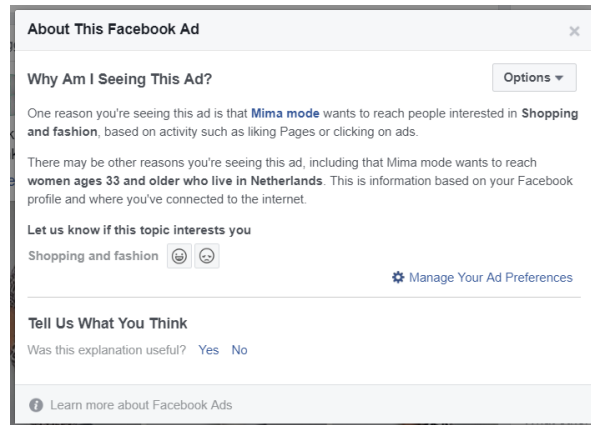 About This Facebook Ad
Why Am I Seeing This Ad?
Options
One reason you're seeing this ad is that Mima mode wants to reach people interested in Shopping
and fashion, based on activity such as liking Pages or clicking on ads.
There may be other reasons you're seeing this ad, including that Mima mode wants to reach
women ages 33 and older who live in Netherlands. This is information based on your Facebook
profile and where you've connected to the internet.
Let us know if this topic interests you
Shopping and fashion
Manage Your Ad Preferences
Tell Us What You Think
Was this explanation useful? Yes No
Learn more about Facebook Ads